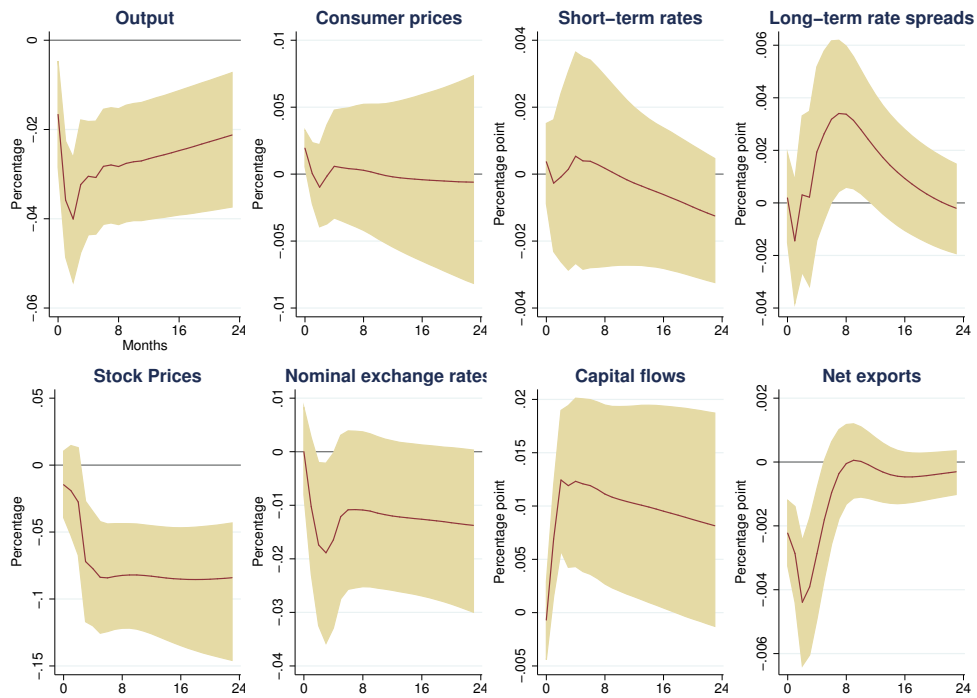 Output
Percentage
0
−.02
−.04
−.06
0 8 16 24
Months
Consumer prices
Percentage
.01
.005
0
−.005
−.01
0 8 16 24
Short−term rates
Percentage point
.004
.002
0
−.002
−.004
0 8 16 24
Long−term rate spreads
Percentage point
.006
.004
.002
0
−.002
−.004
0 8 16 24
Stock Prices
Percentage
.05
0
−.05
−.1
−.15
0 8 16 24
Nominal exchange rates
Percentage
.01
0
−.01
−.02
−.03
−.04
0 8 16 24
Capital flows
Percentage point
.02
.015
.01
.005
0
−.005
0 8 16 24
Net exports
Percentage point
.002
0
−.002
−.004
−.006
0 8 16 24